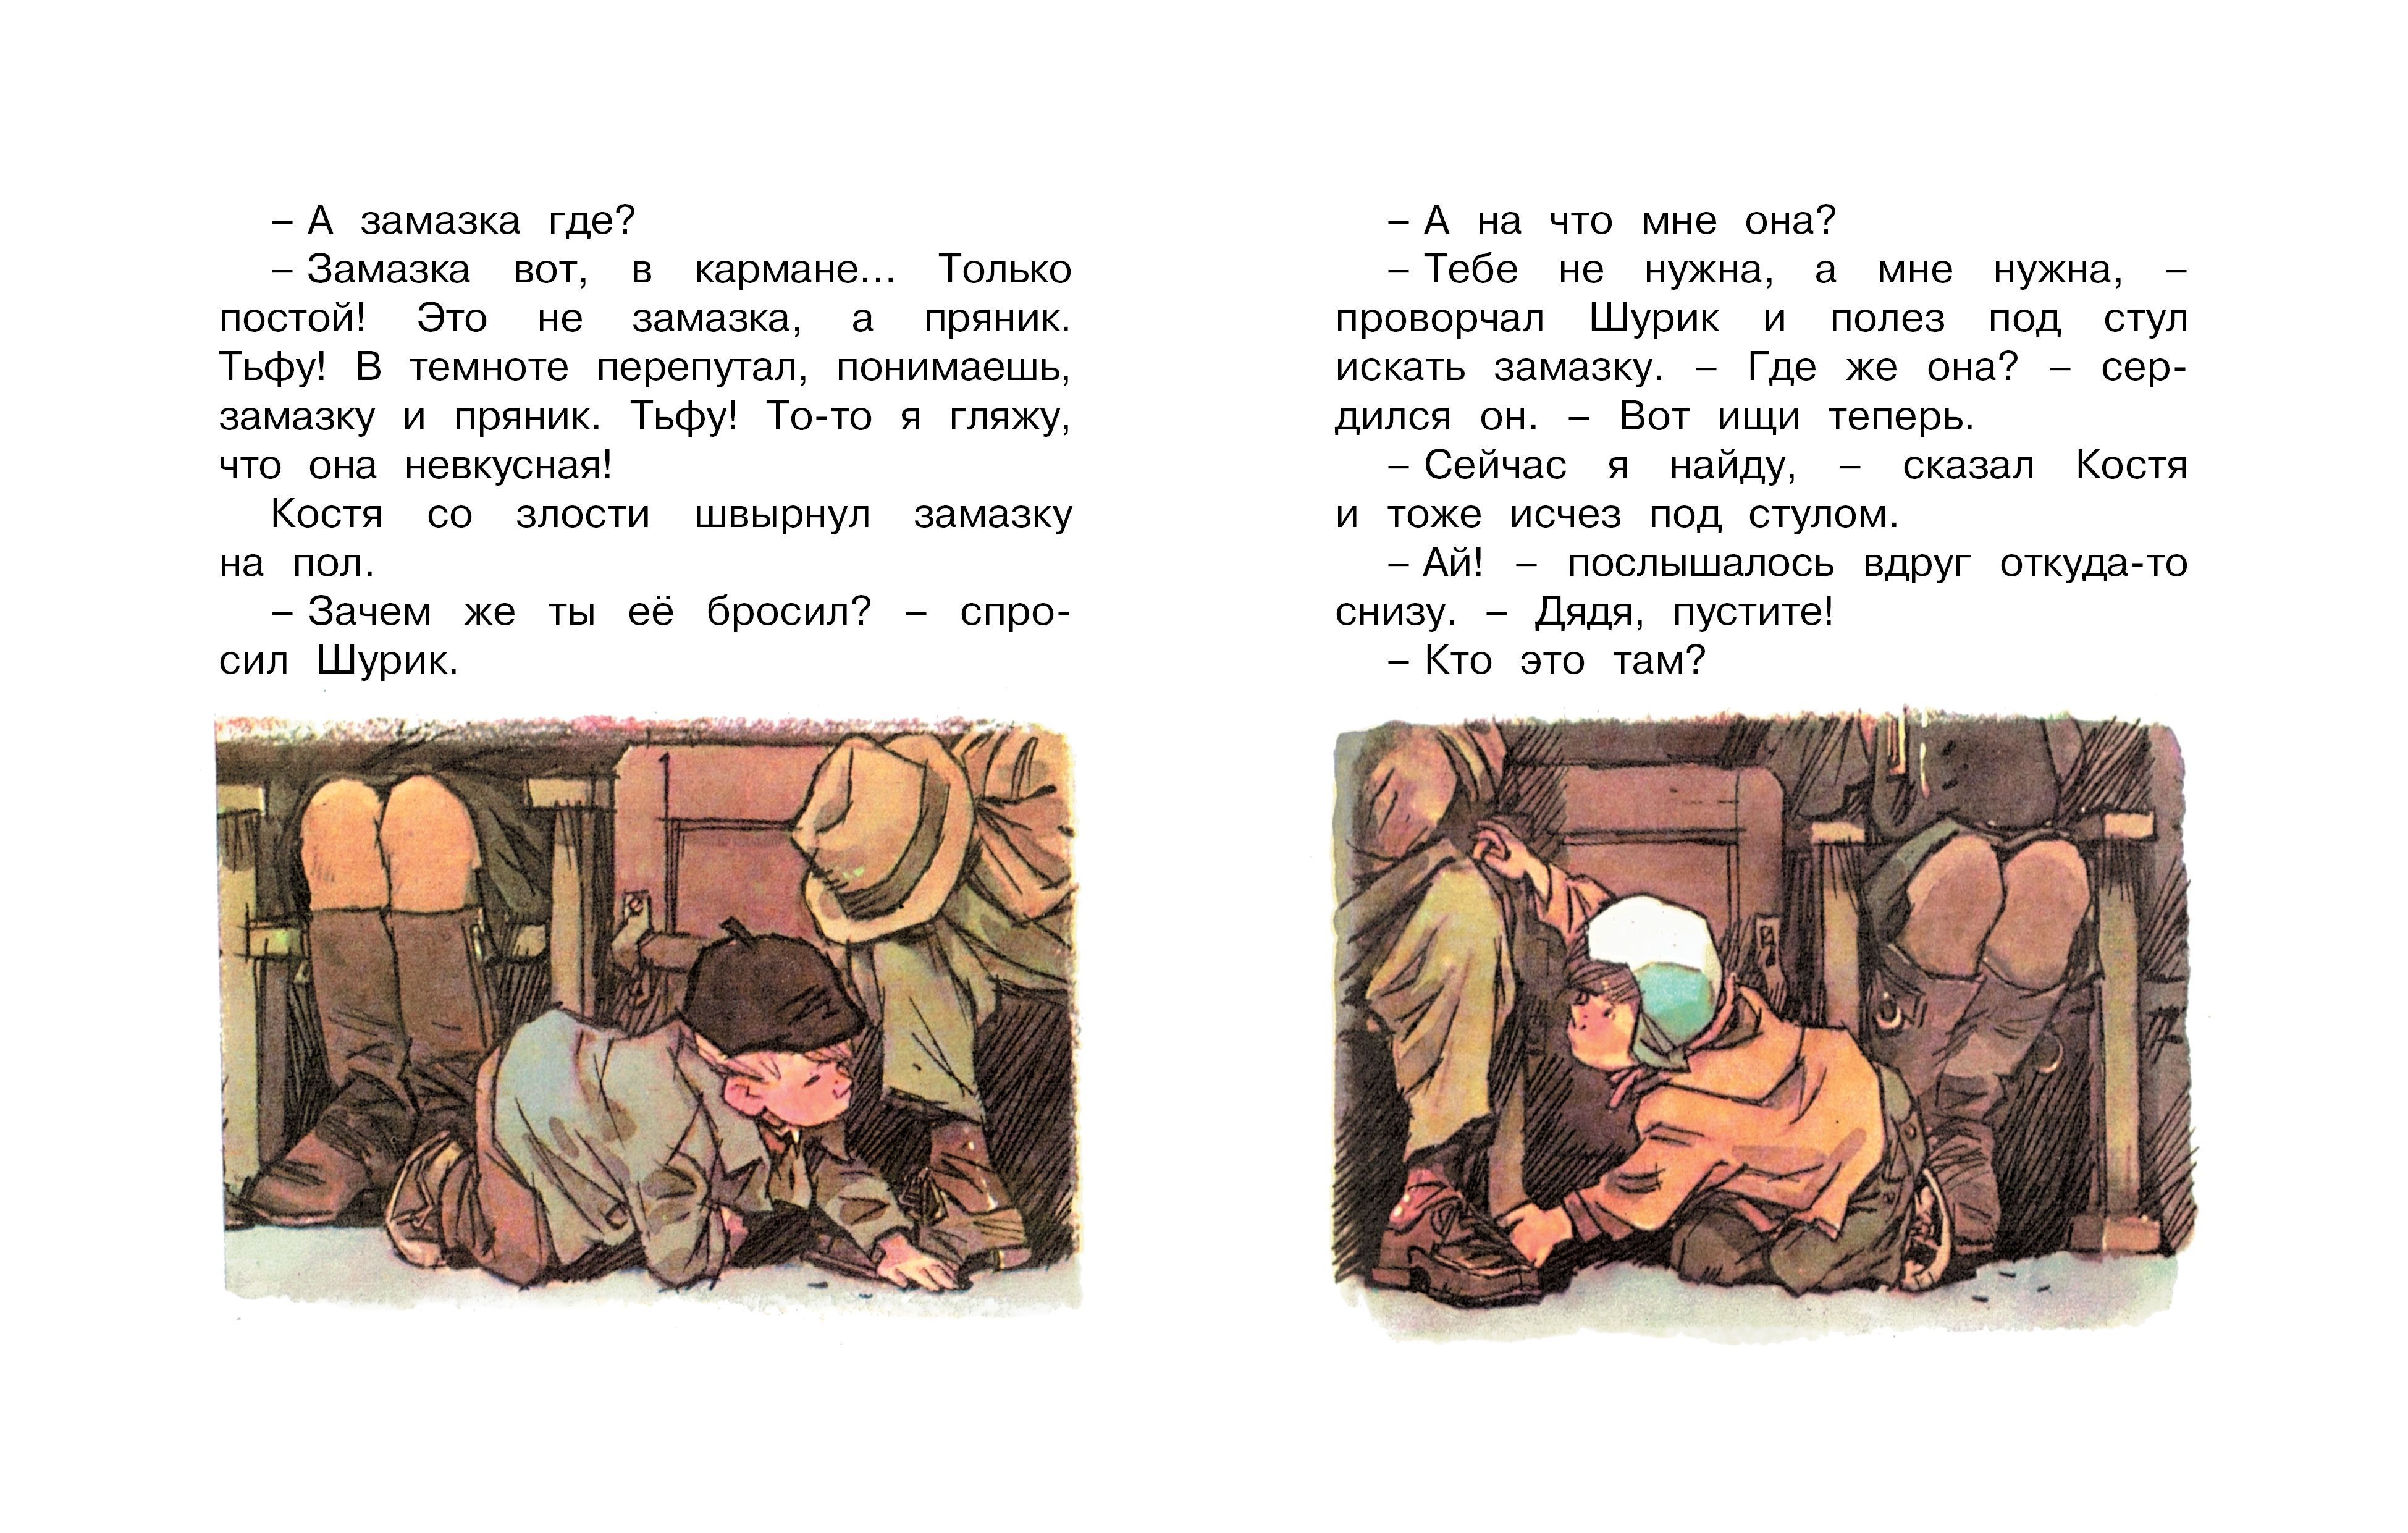 – А замазка где?
– Замазка вот, в кармане... Только
постой! Это не замазка, а пряник.
Тьфу! В темноте перепутал, понимаешь,
замазку и пряник. Тьфу! То-то я гляжу,
что она невкусная!
Костя со злости швырнул замазку
на пол.
– Зачем же ты её бросил? – спро-
сил Шурик.
– А на что мне она?
– Тебе не нужна, а мне нужна, –
проворчал Шурик и полез под стул
искать замазку. – Где же она? – сер-
дился он. – Вот ищи теперь.
– Сейчас я найду, – сказал Костя
и тоже исчез под стулом.
– Ай! – послышалось вдруг откуда-то
снизу. – Дядя, пустите!
– Кто это там?